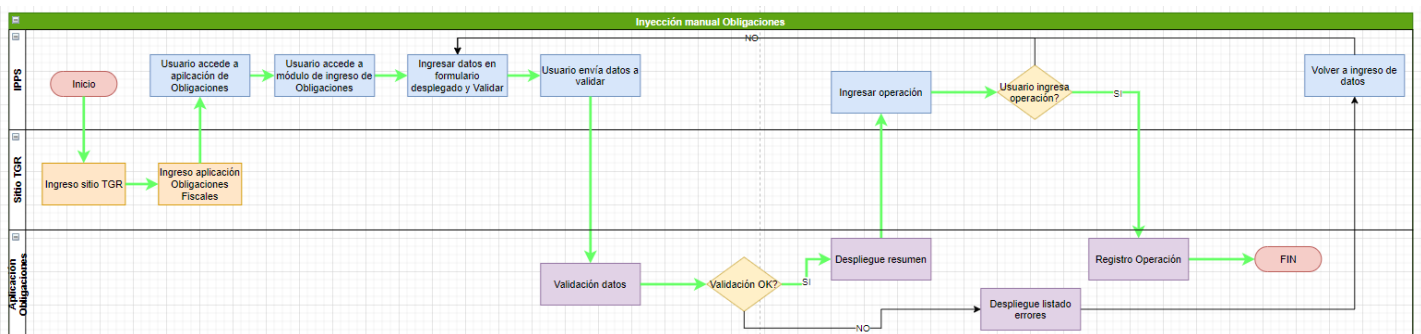 Inyección manual Obligaciones
IPPS
Inicio
Usuario accede a
aplicación de
Obligaciones
Usuario accede a
módulo de ingreso de
Obligaciones
Ingresar datos en
formulario
desplegado y Validar
Usuario envía datos a
validar
NO
Ingresar operación
Usuario ingresa
operación?
SI
Volver a ingreso de
datos
Sitio TGR
Ingreso sitio TGR
Ingreso aplicación
Obligaciones
Fiscales
Aplicación
Obligaciones
Validación datos
Validación OK?
SI
NO
Despliegue resumen
Despliegue listado
errores
Registro Operación
FIN